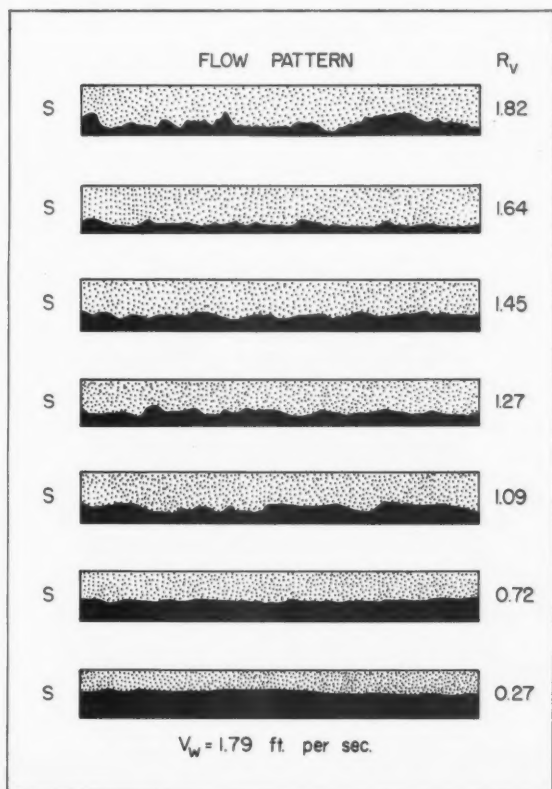 FLOW PATTERN Rv
S 1.82
S 1.64
S 1.45
S 1.27
S 1.09
S 0.72
S 0.27
Vw = 1.79 ft. per sec.